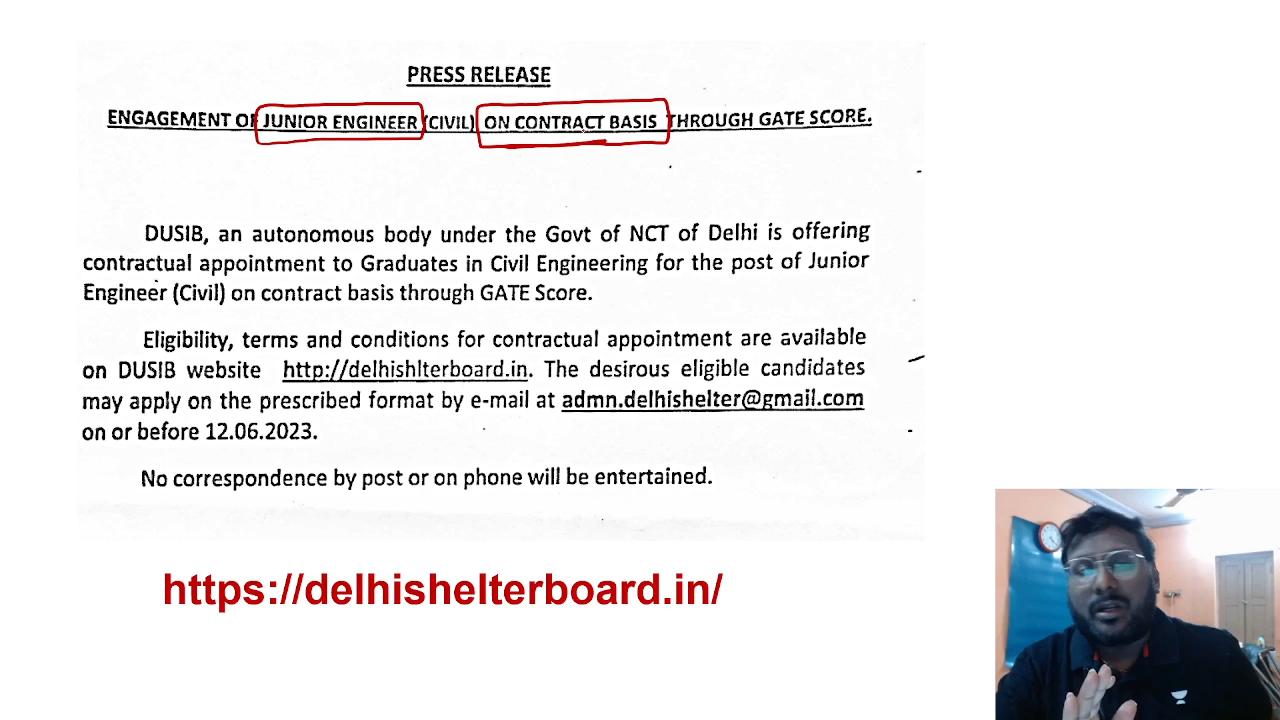 PRESS RELEASE
ENGAGEMENT OF JUNIOR ENGINEER (CIVIL) ON CONTRACT BASIS THROUGH GATE SCORE.
DUSIB, an autonomous body under the Govt of NCT of Delhi is offering
contractual appointment to Graduates in Civil Engineering for the post of Junior
Engineer (Civil) on contract basis through GATE Score.
Eligibility, terms and conditions for contractual appointment are available
on DUSIB website http://delhishlterboard.in. The desirous eligible candidates
may apply on the prescribed format by e-mail at admn.delhishelter@gmail.com
on or before 12.06.2023.
No correspondence by post or on phone will be entertained.
https://delhishelterboard.in/